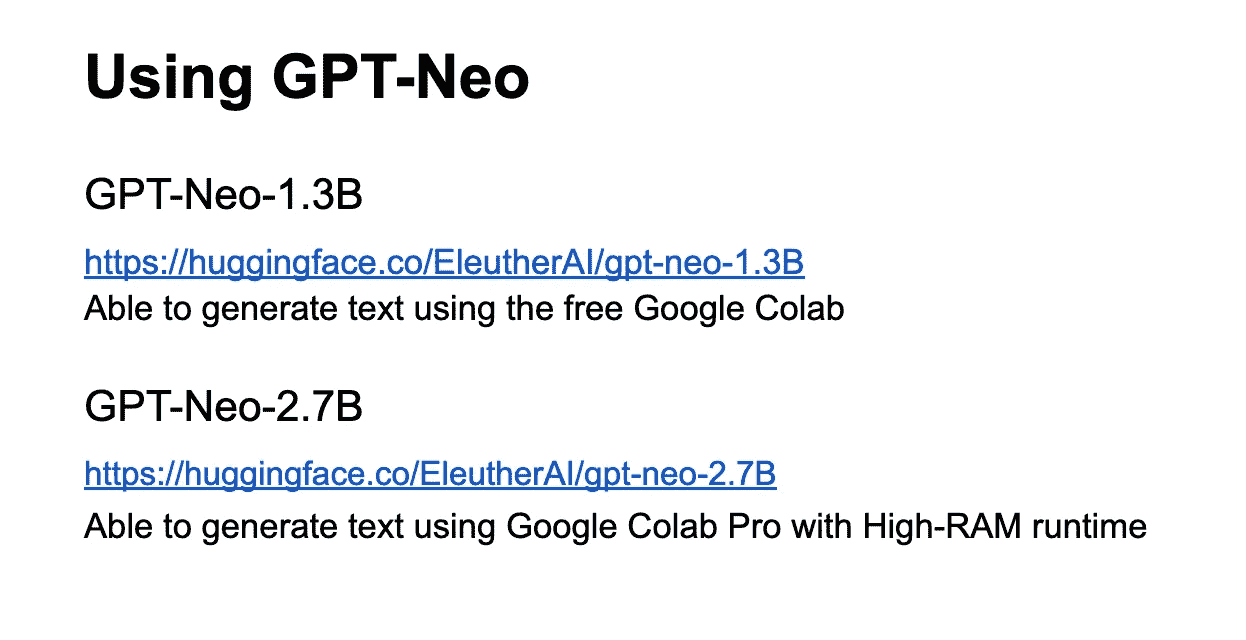 Using GPT-Neo
GPT-Neo-1.3B
https://huggingface.co/EleutherAI/gpt-neo-1.3B
Able to generate text using the free Google Colab
GPT-Neo-2.7B
https://huggingface.co/EleutherAI/gpt-neo-2.7B
Able to generate text using Google Colab Pro with High-RAM runtime